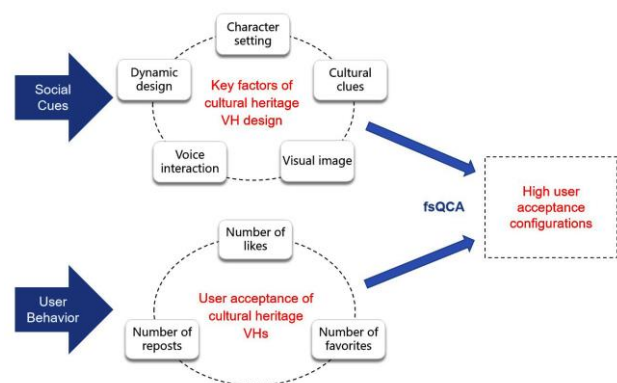 Social
Cues
Character
setting
Dynamic
design
Cultural
clues
Key factors of
cultural heritage
VH design
Voice
interaction
Visual image
fsQCA
High user
acceptance
configurations
User
Behavior
Number of
likes
User acceptance of
cultural heritage
VHs
Number of
reposts
Number of
favorites